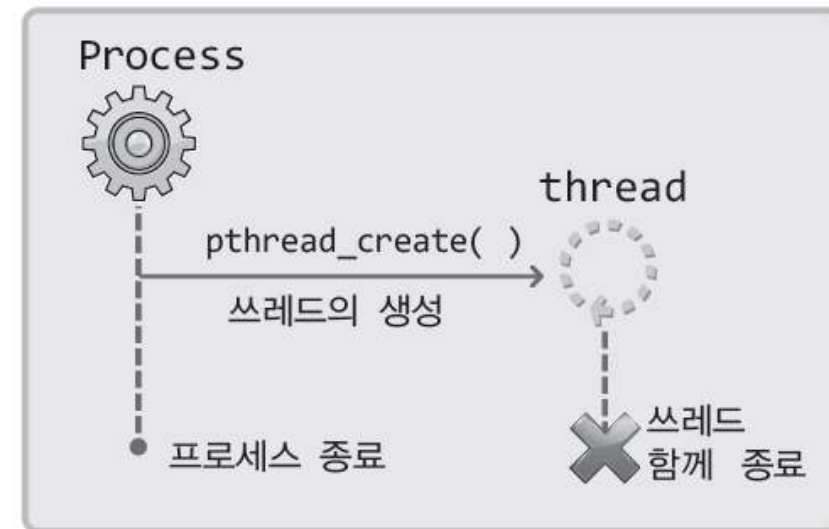 Process
thread
pthread_create( )
쓰레드의 생성
프로세스 종료
쓰레드
함께 종료